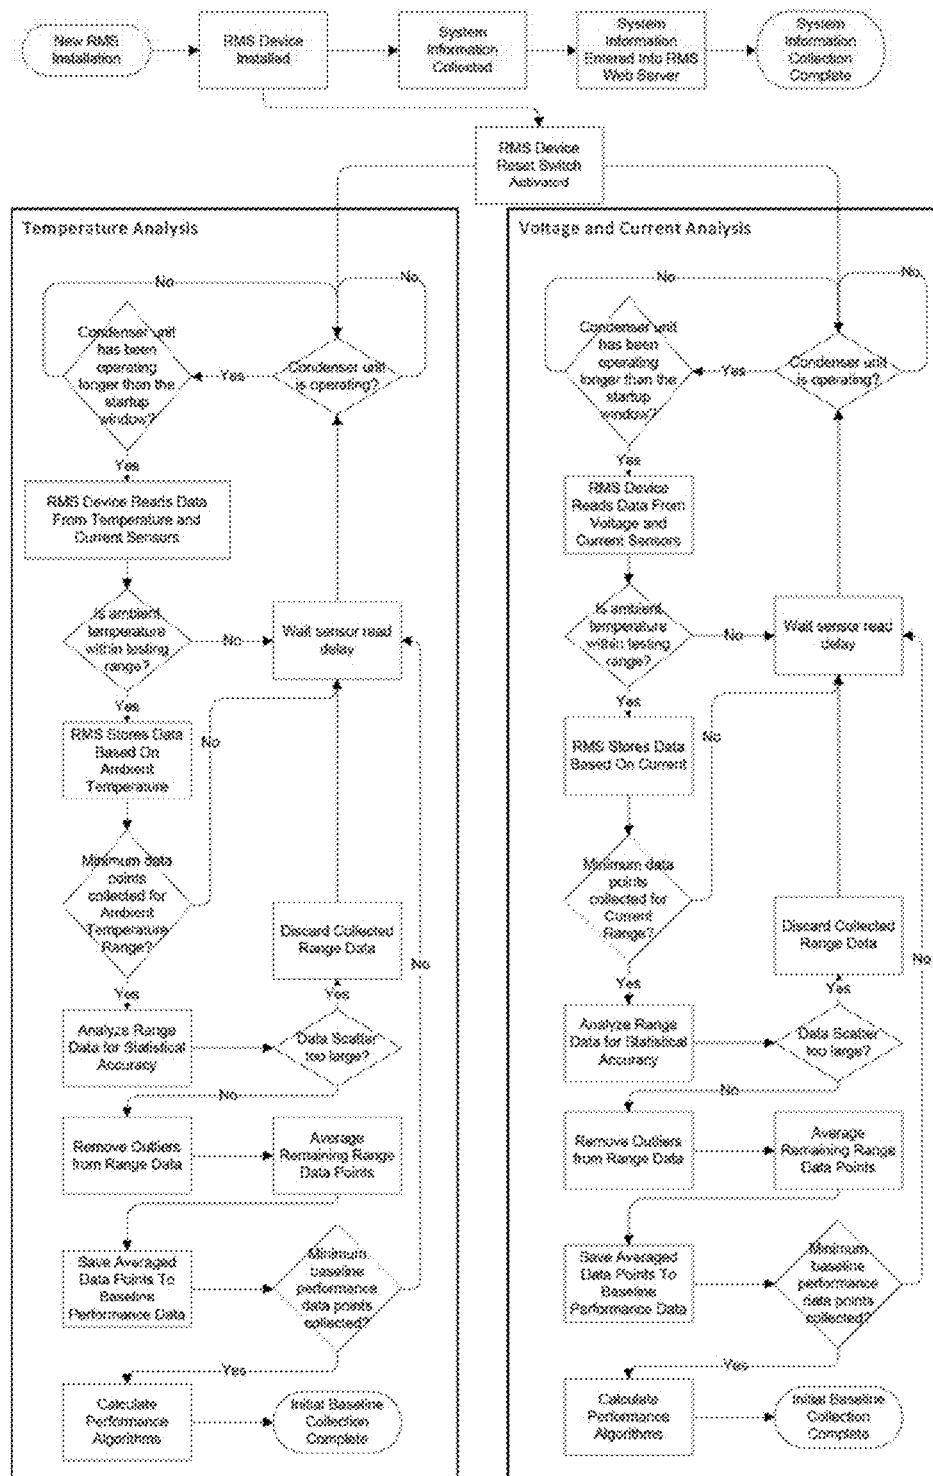 New RMS
Installation
RMS Device
Installed
System
Information
Collected
System
Information
Entered Into RMS
Web Server
System
Information
Collection
Complete
RMS Device
Reset Switch
Activated
Temperature Analysis
No
No
Condenser unit
has been
operating
longer than the
startup
window?
Yes
Condenser unit
is operating?
Yes
RMS Device Reads Data
From Temperature and
Current Sensors
Is ambient
temperature
within testing
range?
No
Wait sensor read
delay
Yes
RMS Stores Data
Based On
Ambient
Temperature
No
Minimum data
points
collected for
Ambient
Temperature
Range?
Discard Collected
Range Data
No
Yes
Yes
Analyze Range
Data for Statistical
Accuracy
Data Scatter
too large?
No
Remove Outliers
from Range Data
Average
Remaining Range
Data Points
Save Averaged
Data Points To
Baseline
Performance Data
Minimum
baseline
performance
data points
collected?
Yes
Calculate
Performance
Algorithms
Initial Baseline
Collection
Complete
Voltage and Current Analysis
No
No
Condenser unit
has been
operating
longer than the
startup
window?
Yes
Condenser unit
is operating?
Yes
RMS Device
Reads Data From
Voltage and
Current Sensors
Is ambient
temperature
within testing
range?
No
Wait sensor read
delay
Yes
RMS Stores Data
Based On Current
No
Minimum data
points
collected for
Current
Range?
Discard Collected
Range Data
No
Yes
Yes
Analyze Range
Data for Statistical
Accuracy
Data Scatter
too large?
No
Remove Outliers
from Range Data
Average
Remaining Range
Data Points
Save Averaged
Data Points To
Baseline
Performance Data
Minimum
baseline
performance
data points
collected?
Yes
Calculate
Performance
Algorithms
Initial Baseline
Collection
Complete